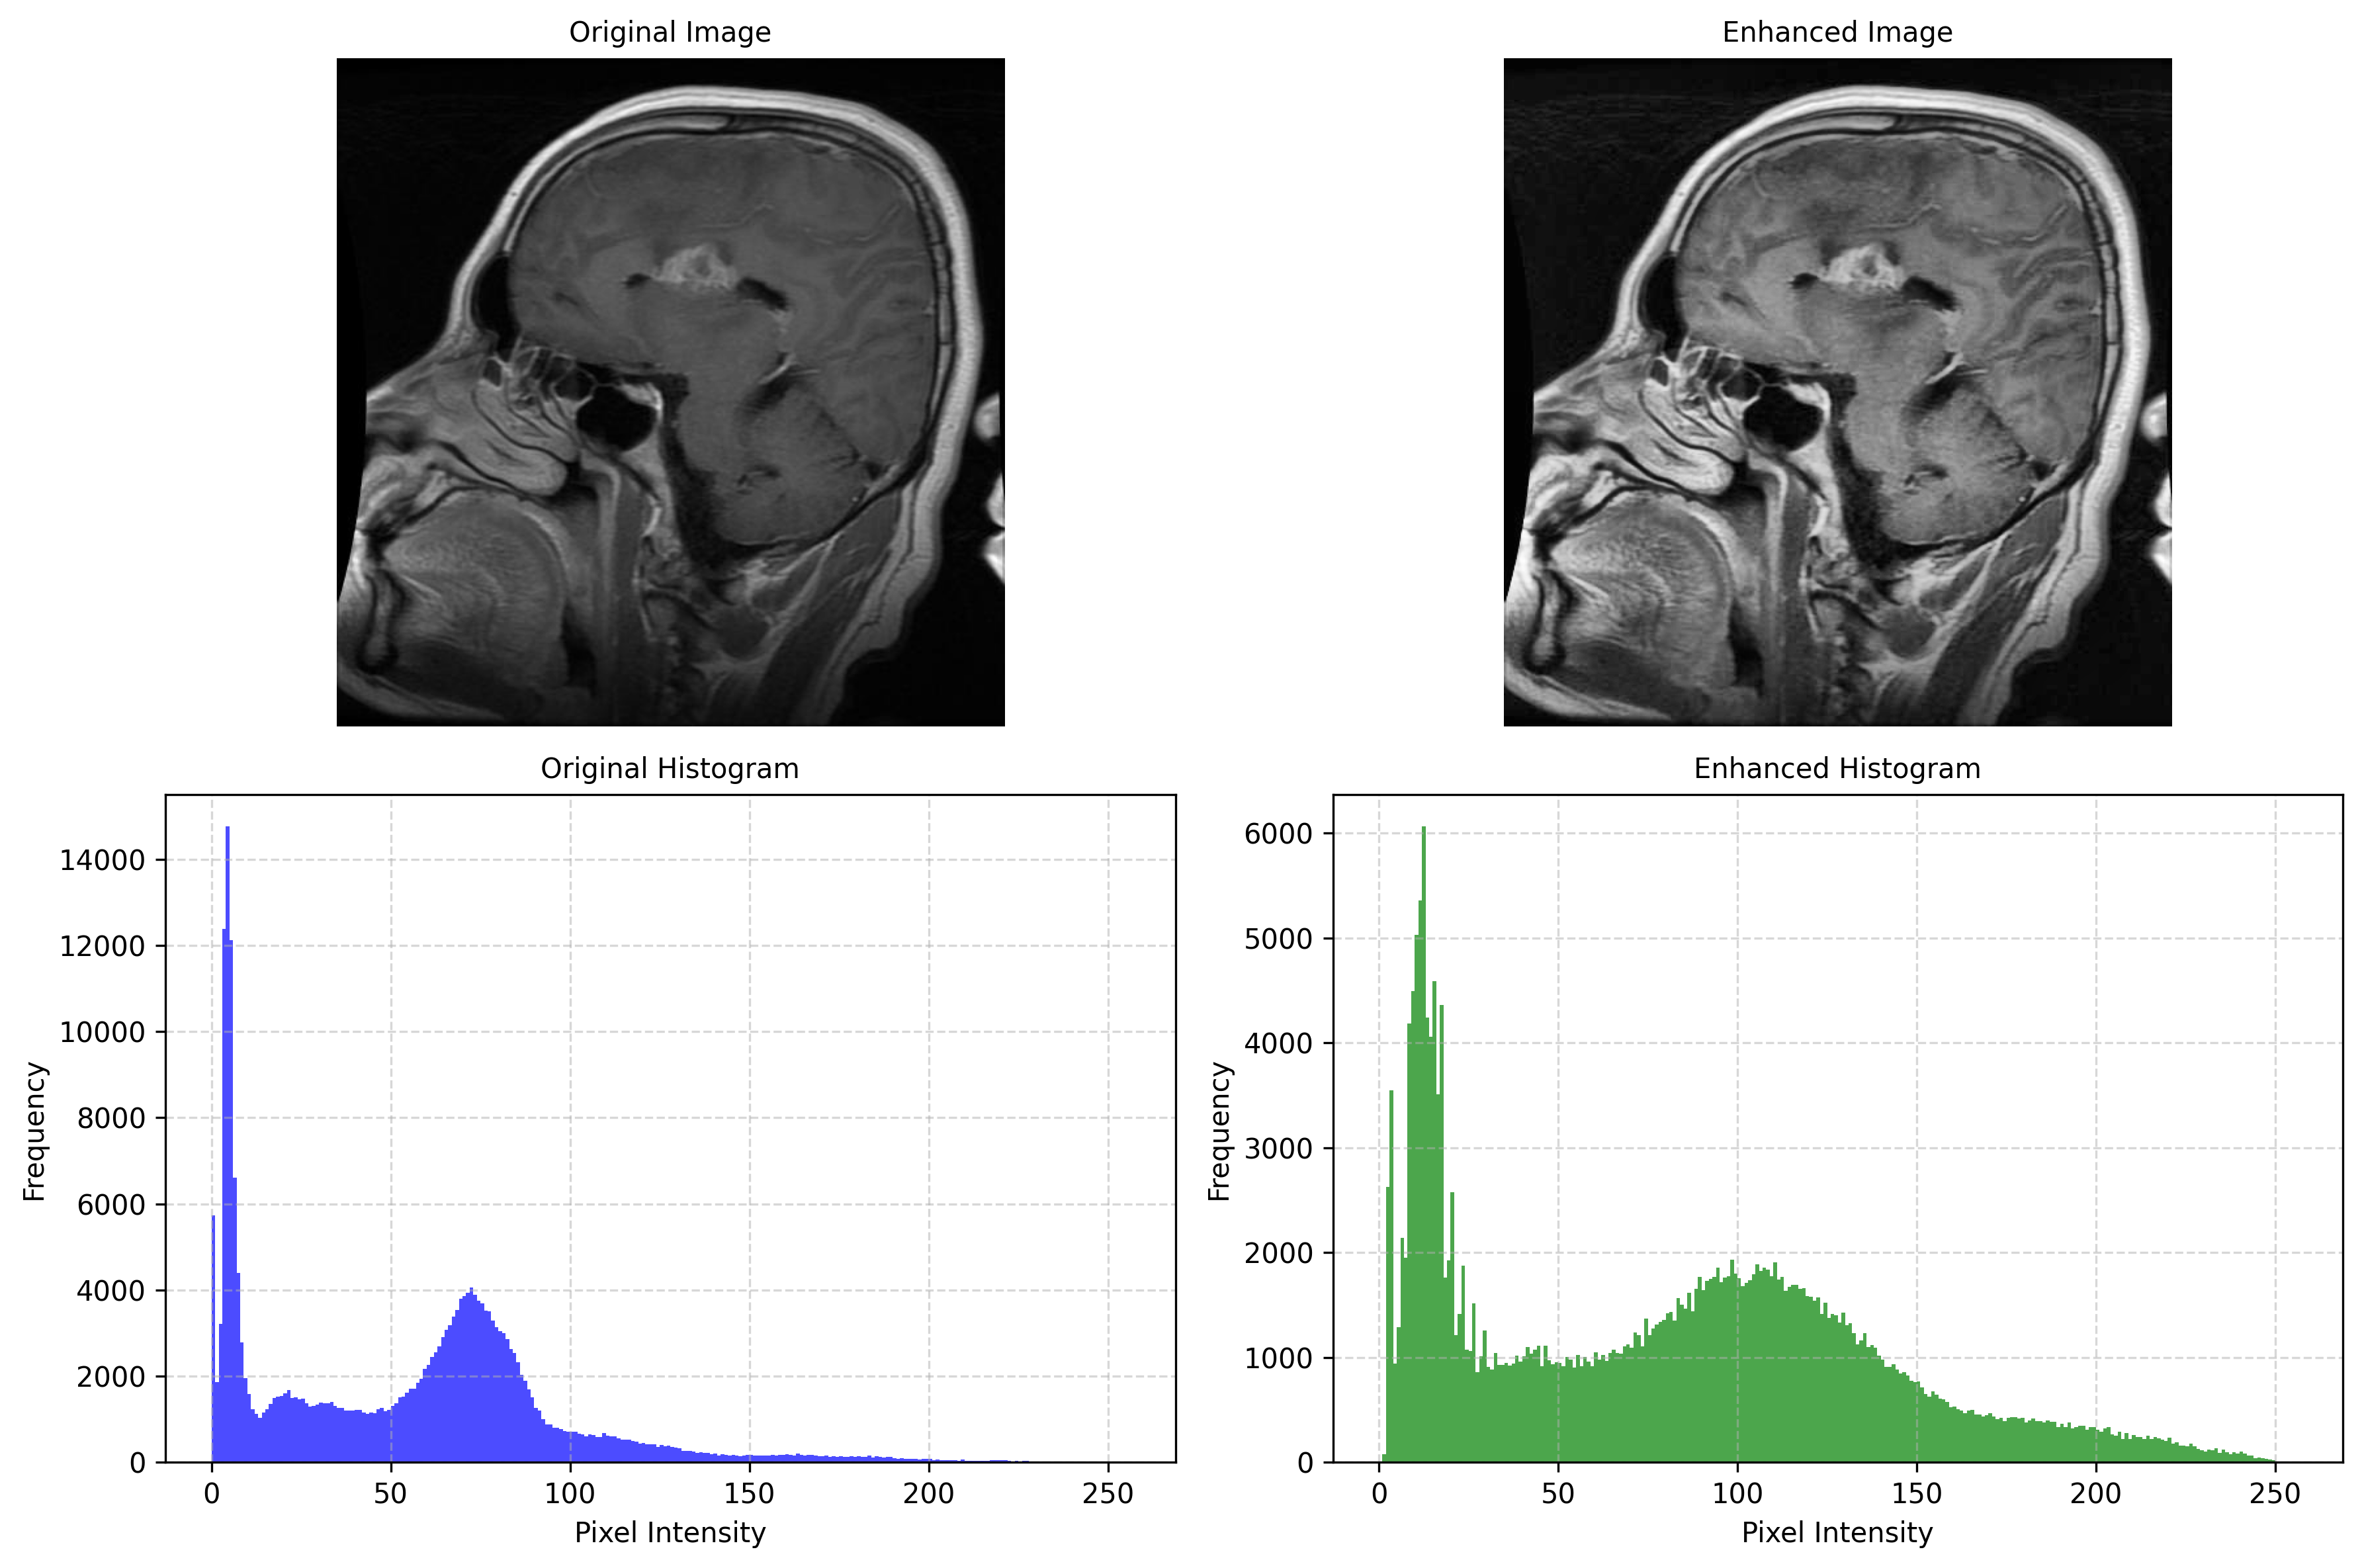 Original Image
Enhanced Image
Original Histogram
Enhanced Histogram
Frequency
14000
12000
10000
8000
6000
4000
2000
0
0 50 100 150 200 250
Pixel Intensity
Frequency
6000
5000
4000
3000
2000
1000
0
0 50 100 150 200 250
Pixel Intensity